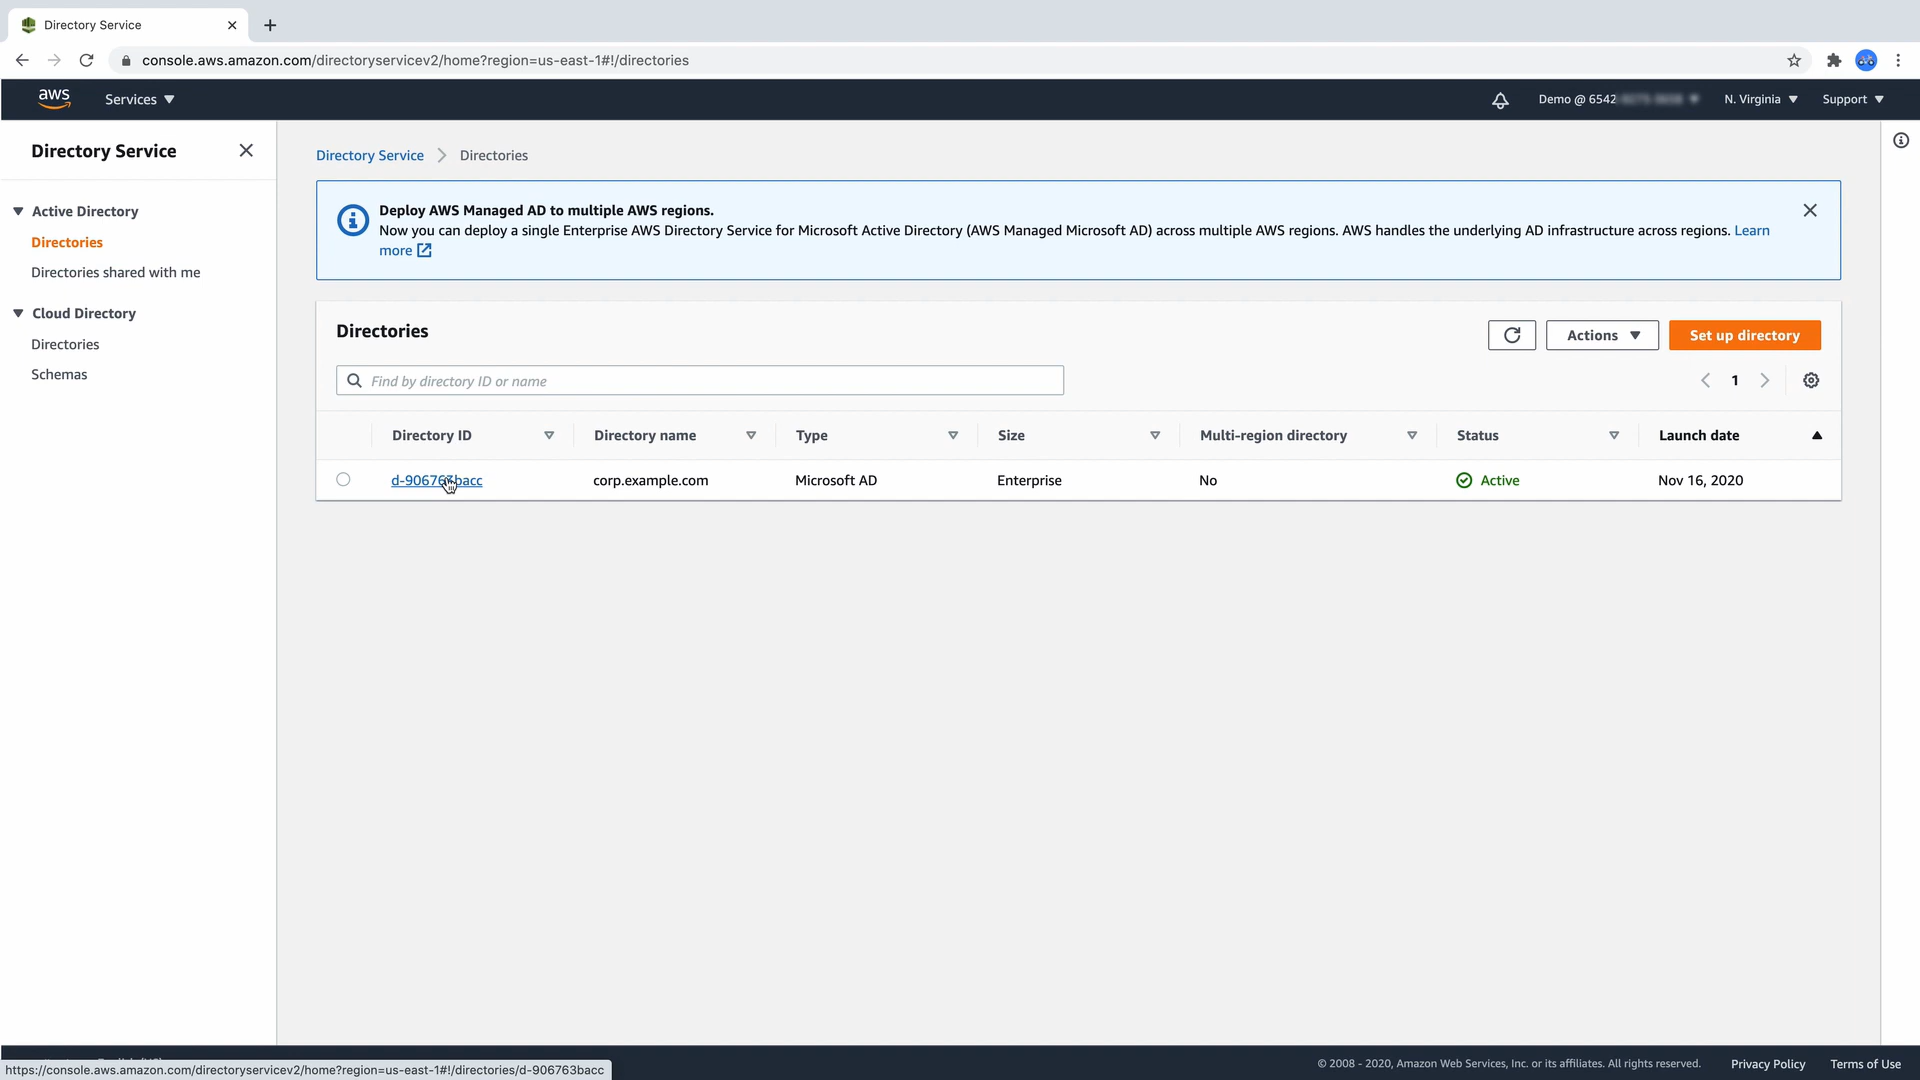 Directory Service
console.aws.amazon.com/directoryservicev2/home?region=us-east-1#!/directories
aws
Services
Demo @ 6542
N. Virginia
Support
Directory Service
Active Directory
Directories
Directories shared with me
Cloud Directory
Directories
Schemas
Directory Service > Directories
Deploy AWS Managed AD to multiple AWS regions.
Now you can deploy a single Enterprise AWS Directory Service for Microsoft Active Directory (AWS Managed Microsoft AD) across multiple AWS regions. AWS handles the underlying AD infrastructure across regions. Learn
more
Directories
Actions
Set up directory
Find by directory ID or name
1
Directory ID Directory name Type Size Multi-region directory Status Launch date
d-906763bacc corp.example.com Microsoft AD Enterprise No Active Nov 16, 2020
https://console.aws.amazon.com/directoryservicev2/home?region=us-east-1#!/directories/d-906763bacc
© 2008 - 2020, Amazon Web Services, Inc. or its affiliates. All rights reserved.
Privacy Policy
Terms of Use